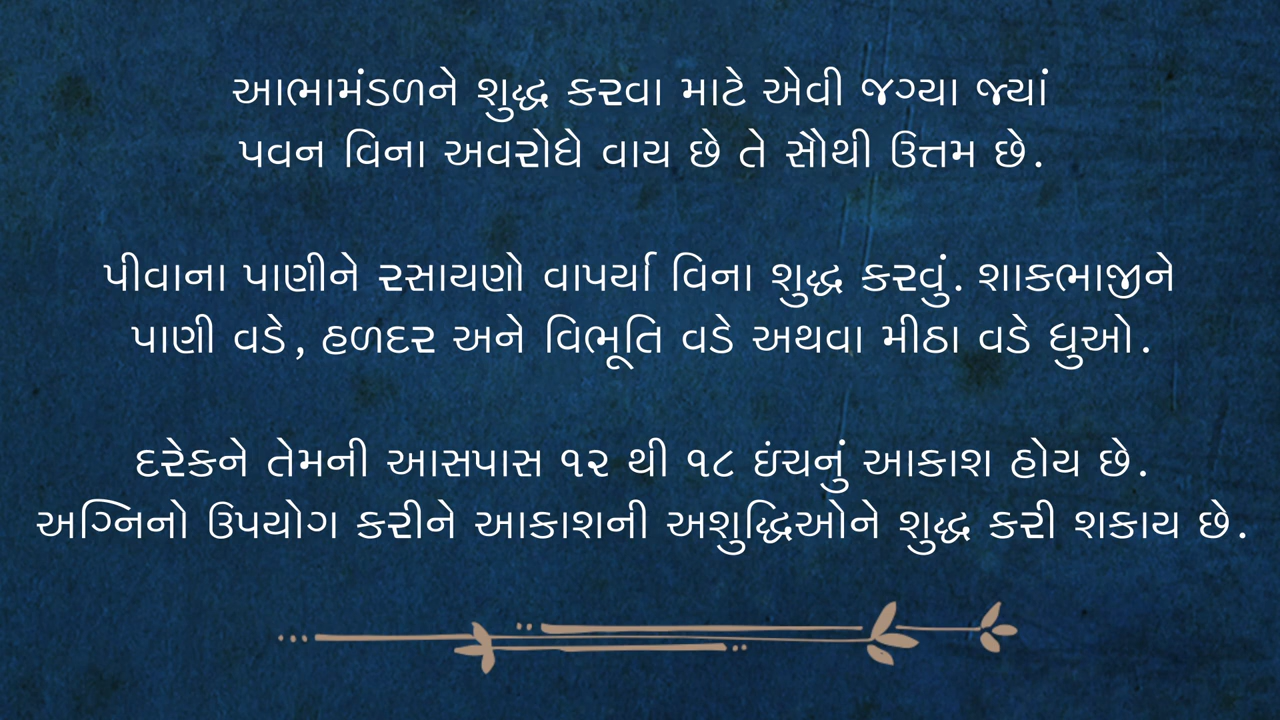 આભામંડળને શુદ્ધ કરવા માટે એવી જગ્યા જ્યાં
પવન વિના અવરોધે વાય છે તે સૌથી ઉત્તમ છે.
પીવાના પાણીને રસાયણો વાપર્યા વિના શુદ્ધ કરવું. શાકભાજીને
પાણી વડે, હળદર અને વિભૂતિ વડે અથવા મીઠા વડે ધુઓ.
દરેકને તેમની આસપાસ ૧૨ થી ૧૮ ઇંચનું આકાશ હોય છે.
અગ્નિનો ઉપયોગ કરીને આકાશની અશુદ્ધિઓને શુદ્ધ કરી શકાય છે.